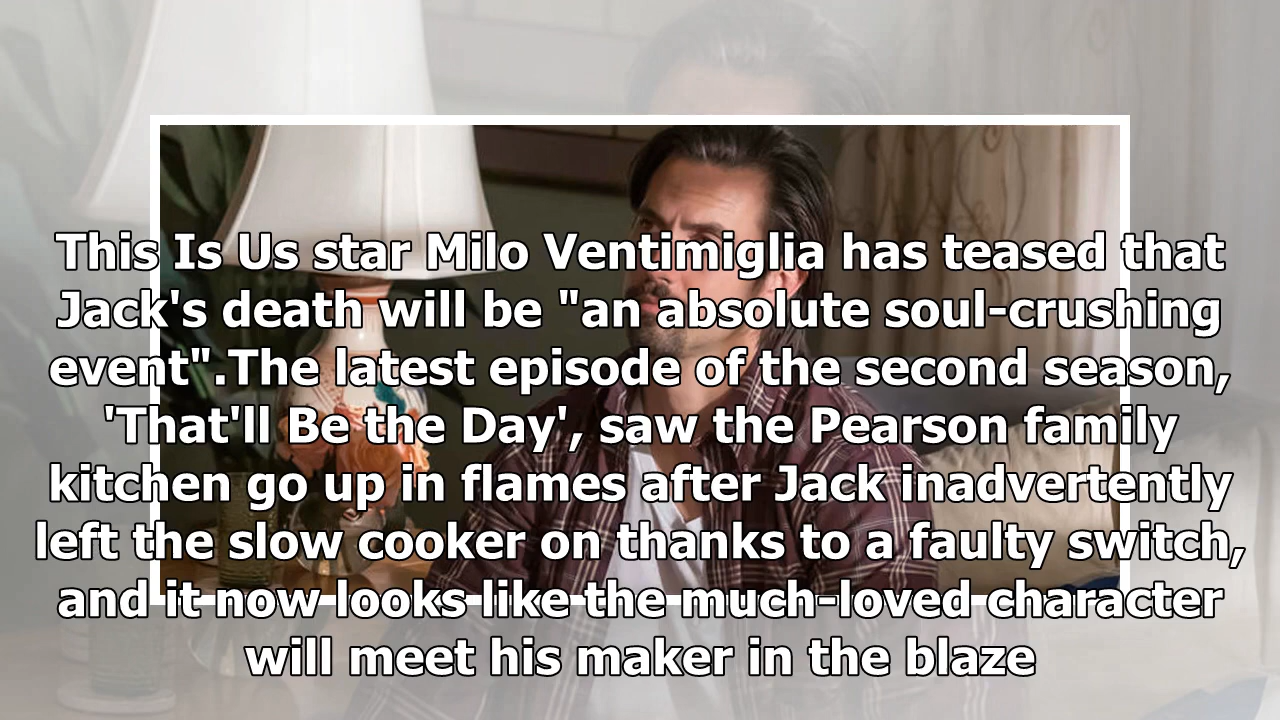 This Is Us star Milo Ventimiglia has teased that
Jack's death will be "an absolute soul-crushing
event".The latest episode of the second season,
'That'll Be the Day', saw the Pearson family
kitchen go up in flames after Jack inadvertently
left the slow cooker on thanks to a faulty switch,
and it now looks like the much-loved character
will meet his maker in the blaze